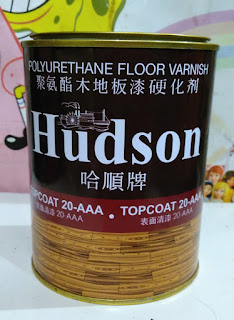 POLYURETHANE FLOOR VARNISH
聚氨酯木地板漆硬化剂
Hudson
哈順牌
TOPCOAT 20-AAA • TOPCOAT 20-AAA
表面清漆 20-AAA 表面清漆 20-AAA